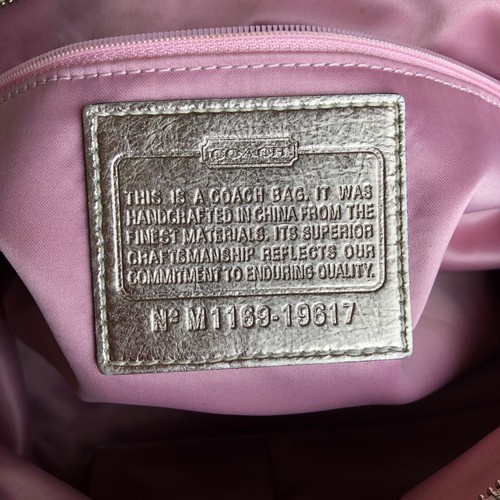 COACH
THIS IS A COACH BAG. IT WAS
HANDCRAFTED IN CHINA FROM THE
FINEST MATERIALS. ITS SUPERIOR
CRAFTSMANSHIP REFLECTS OUR
COMMITMENT TO ENDURING QUALITY.
Nº M1169-19617